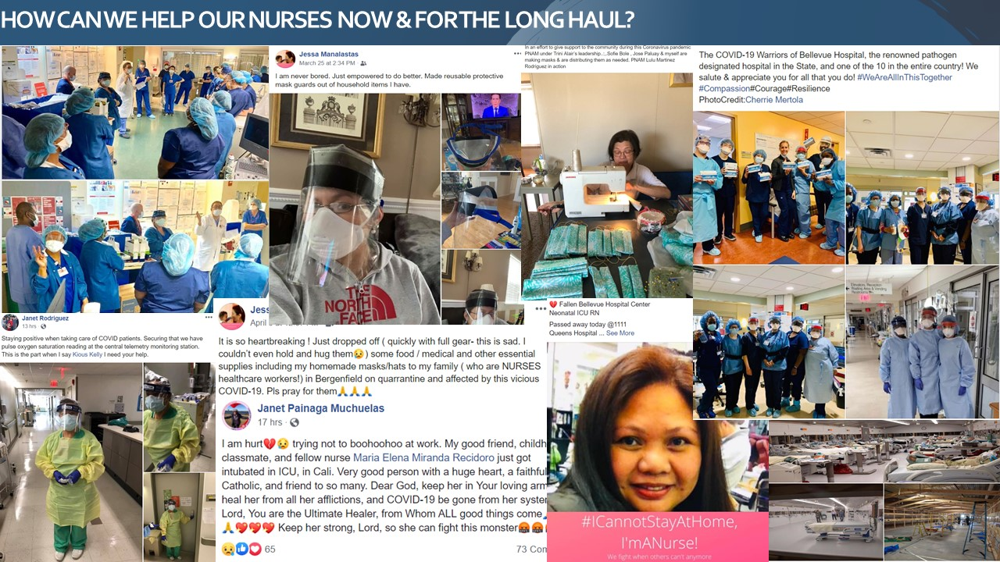 HOW CAN WE HELP OUR NURSES NOW & FOR THE LONG HAUL?
Jessa Manalastas
March 25 at 2:34 PM ·
I am never bored. Just empowered to do better. Made reusable protective
mask guards out of household items I have.
THE
NORTH
FACE
In an effort to give support to the community during this Coronavirus pandemic
PNAM under Trini Alair's leadership...,.Sofie Bole , Jose Paluay & myself are
making masks & are distributing them as needed. PNAM Lulu Martinez
Rodriguez in action
The COVID-19 Warriors of Bellevue Hospital, the renowned pathogen
designated hospital in the State, and one of the 10 in the entire country! We
salute & appreciate you for all that you do! #WeAreAllInThisTogether
#Compassion#Courage#Resilience
PhotoCredit:Cherrie Mertola
Janet Rodriguez
13 hrs ·
Staying positive when taking care of COVID patients. Securing that we have
pulse oxygen saturation reading at the central telemetry monitoring station.
This is the part when I say Kious Kelly I need your help.
Jess
April
It is so heartbreaking ! Just dropped off ( quickly with full gear- this is sad. I
couldn't even hold and hug them😢) some food / medical and other essential
supplies including my homemade masks/hats to my family ( who are NURSES
healthcare workers!) in Bergenfield on quarrantine and affected by this vicious
COVID-19. Pls pray for them🙏🙏🙏
Janet Painaga Muchuelas
17 hrs ·
I am hurt💔😢 trying not to boohoohoo at work. My good friend, childh
classmate, and fellow nurse Maria Elena Miranda Recidoro just got
intubated in ICU, in Cali. Very good person with a huge heart, a faithful
Catholic, and friend to so many. Dear God, keep her in Your loving arm
heal her from all her afflictions, and COVID-19 be gone from her syste
Lord, You are the Ultimate Healer, from Whom ALL good things come🙏
🙏❤️❤️❤️ Keep her strong, Lord, so she can fight this monster🤬🤬
65
73 Com
💔 Fallen Bellevue Hospital Center
Neonatal ICU RN
Passed away today @1111
Queens Hospital ... See More
#ICannotStayAtHome,
I'mANurse!
We fight when others can't anymore